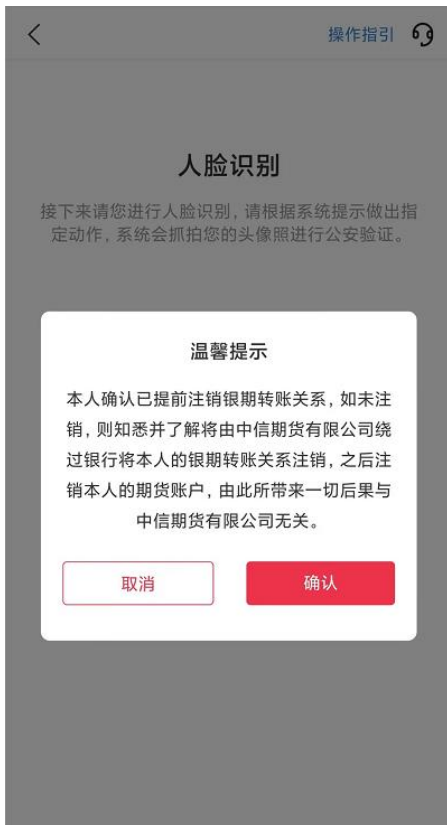 操作指引
人脸识别
接下来请您进行人脸识别，请根据系统提示做出指
定动作，系统会抓拍您的头像照进行公安验证。
温馨提示
本人确认已提前注销银期转账关系，如未注
销，则知悉并了解将由中信期货有限公司绕
过银行将本人的银期转账关系注销，之后注
销本人的期货账户，由此所带来一切后果与
中信期货有限公司无关。
取消
确认